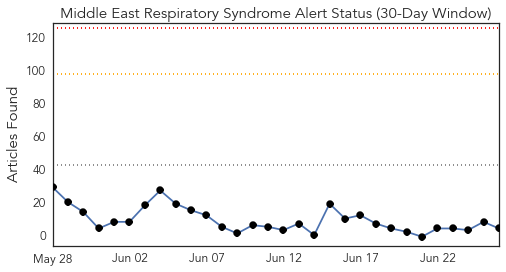 Middle East Respiratory Syndrome Alert Status (30-Day Window)
Articles Found
120
100
80
60
40
20
0
May 28
Jun 02
Jun 07
Jun 12
Jun 17
Jun 22